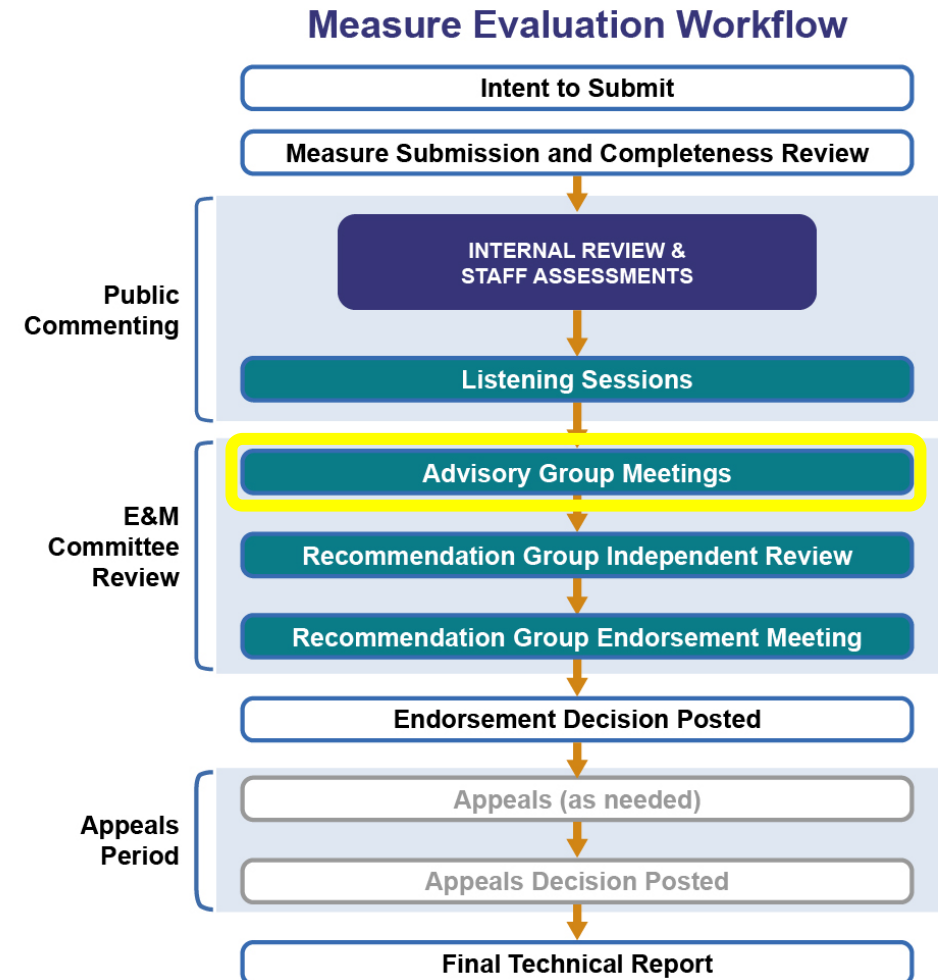 Measure Evaluation Workflow
Intent to Submit
Measure Submission and Completeness Review
Public
Commenting
INTERNAL REVIEW &
STAFF ASSESSMENTS
Listening Sessions
E&M
Committee
Review
Advisory Group Meetings
Recommendation Group Independent Review
Recommendation Group Endorsement Meeting
Endorsement Decision Posted
Appeals
Period
Appeals (as needed)
Appeals Decision Posted
Final Technical Report